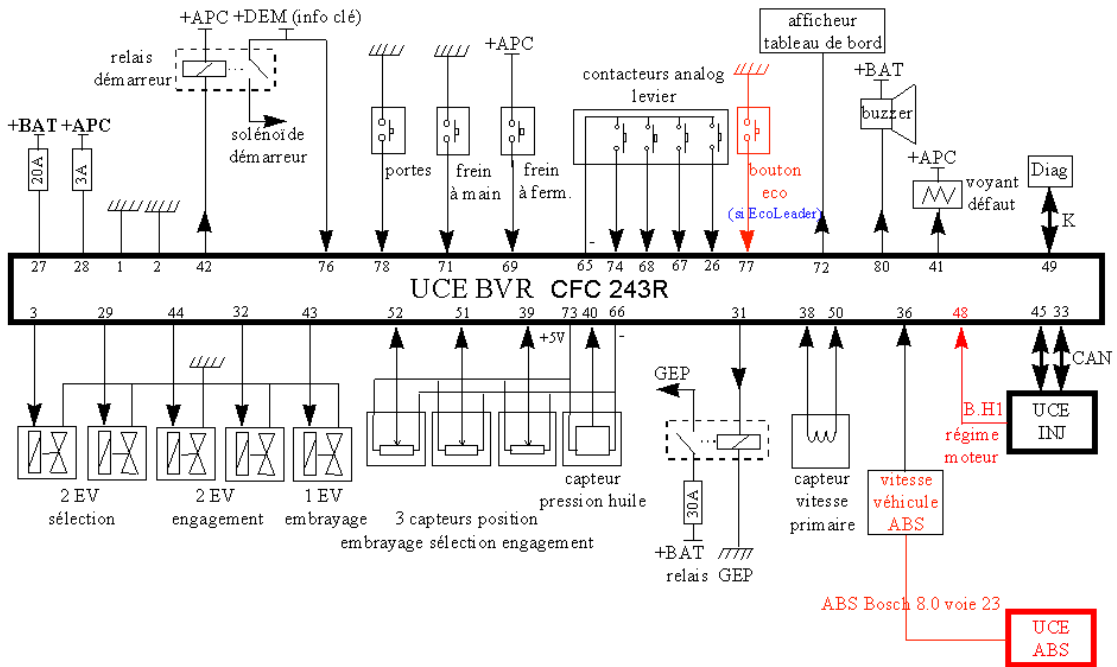 +APC +DEM (info clé)
relais
démarreur
solénoïde
démarreur
+BAT +APC
20A
3A
portes
frein
à main
+APC
frein
à ferm.
contacteurs analog
levier
bouton
eco
(si EcoLeader)
afficheur
tableau de bord
+BAT
buzzer
+APC
voyant
défaut
Diag
K
27 28 1 2 42 76 78 71 69 65 - 74 68 67 26 77 72 80 41 49
UCE BVR CFC 243R
3 29 44 32 43 52 51 39 73 40 66 31 38 50 36 48 45 33
+5V -
CAN
2 EV
sélection
2 EV
engagement
1 EV
embrayage
capteur
pression huile
3 capteurs position
embrayage sélection engagement
GEP
30A
+BAT
relais
GEP
capteur
vitesse
primaire
vitesse
véhicule
ABS
B.H1
régime
moteur
UCE
INJ
ABS Bosch 8.0 voie 23
UCE
ABS